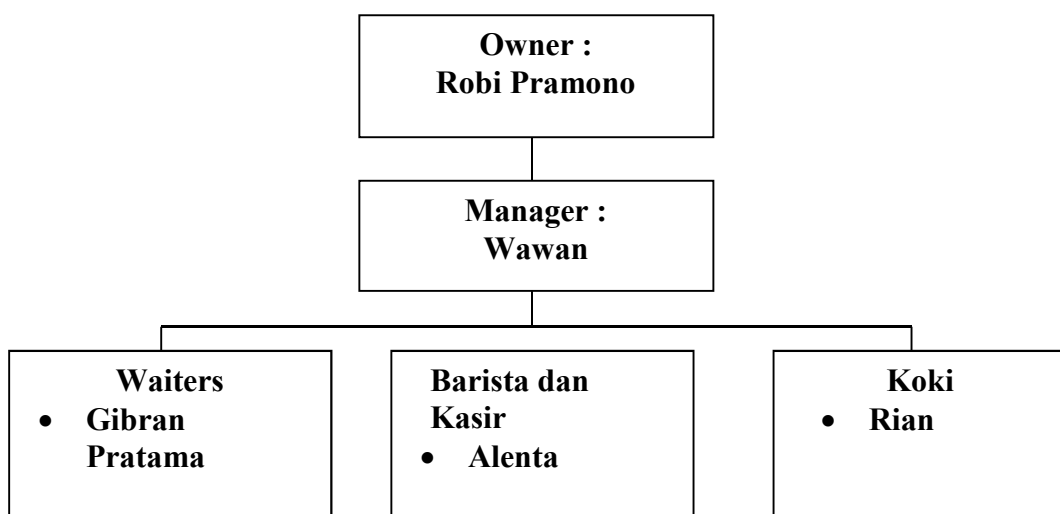 Owner :
Robi Pramono
Manager :
Wawan
Waiters
• Gibran
Pratama
Barista dan
Kasir
• Alenta
Koki
• Rian